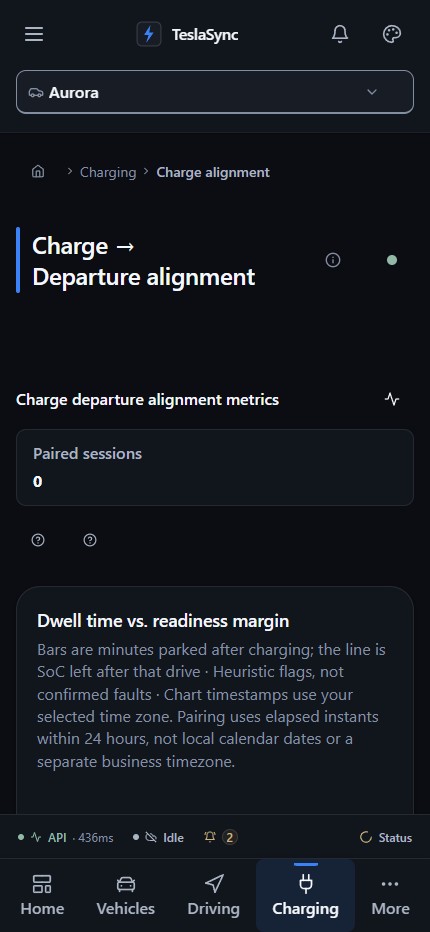 TeslaSync
Aurora
Charging
Charge alignment
Charge →
Departure alignment
Charge departure alignment metrics
Paired sessions
0
Dwell time vs. readiness margin
Bars are minutes parked after charging; the line is
SoC left after that drive · Heuristic flags, not
confirmed faults · Chart timestamps use your
selected time zone. Pairing uses elapsed instants
within 24 hours, not local calendar dates or a
separate business timezone.
API · 436ms
Idle
2
Status
Home
Vehicles
Driving
Charging
More